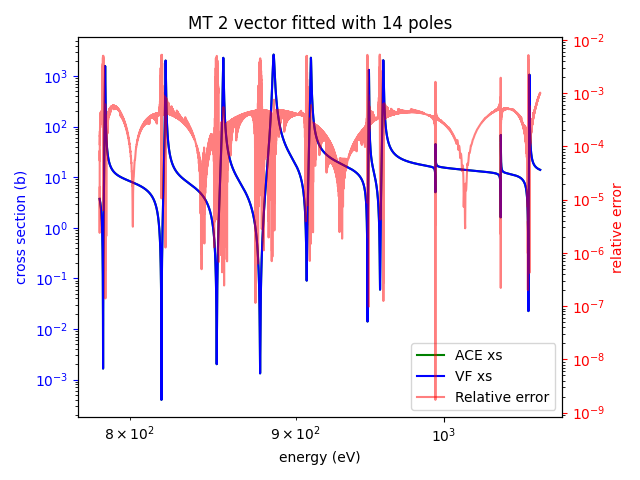 MT 2 vector fitted with 14 poles
cross section (b)
10³
10²
10¹
10⁰
10⁻¹
10⁻²
10⁻³
10⁻²
10⁻³
10⁻⁴
10⁻⁵
10⁻⁶
10⁻⁷
10⁻⁸
10⁻⁹
relative error
ACE xs
VF xs
Relative error
8 × 10²
9 × 10²
10³
energy (eV)